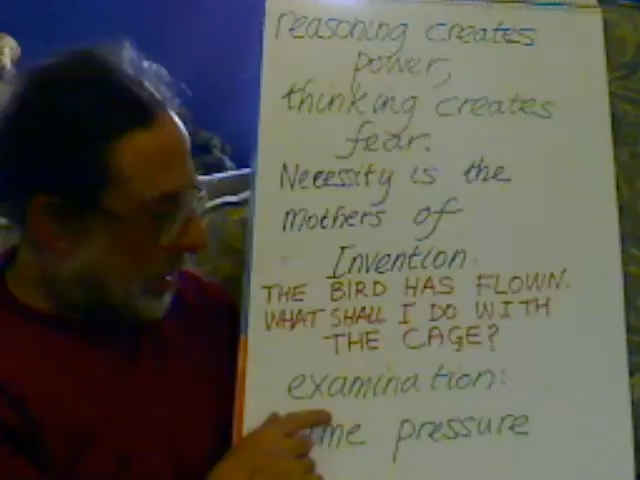 reasoning creates
power,
thinking creates
fear.
Necessity is the
Mothers of
Invention.
THE BIRD HAS FLOWN.
WHAT SHALL I DO WITH
THE CAGE?
examination:
pressure